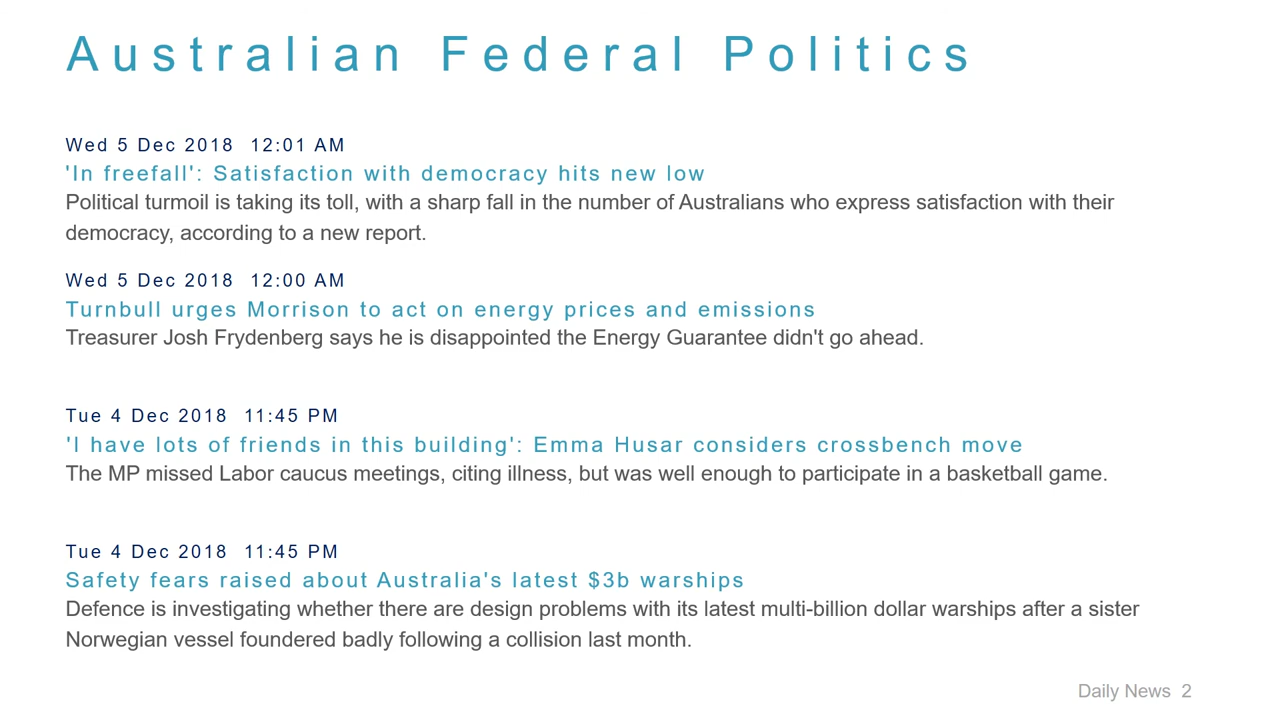 Australian Federal Politics
Wed 5 Dec 2018  12:01 AM
'In freefall': Satisfaction with democracy hits new low
Political turmoil is taking its toll, with a sharp fall in the number of Australians who express satisfaction with their
democracy, according to a new report.
Wed 5 Dec 2018  12:00 AM
Turnbull urges Morrison to act on energy prices and emissions
Treasurer Josh Frydenberg says he is disappointed the Energy Guarantee didn't go ahead.
Tue 4 Dec 2018  11:45 PM
'I have lots of friends in this building': Emma Husar considers crossbench move
The MP missed Labor caucus meetings, citing illness, but was well enough to participate in a basketball game.
Tue 4 Dec 2018  11:45 PM
Safety fears raised about Australia's latest $3b warships
Defence is investigating whether there are design problems with its latest multi-billion dollar warships after a sister
Norwegian vessel foundered badly following a collision last month.
Daily News  2